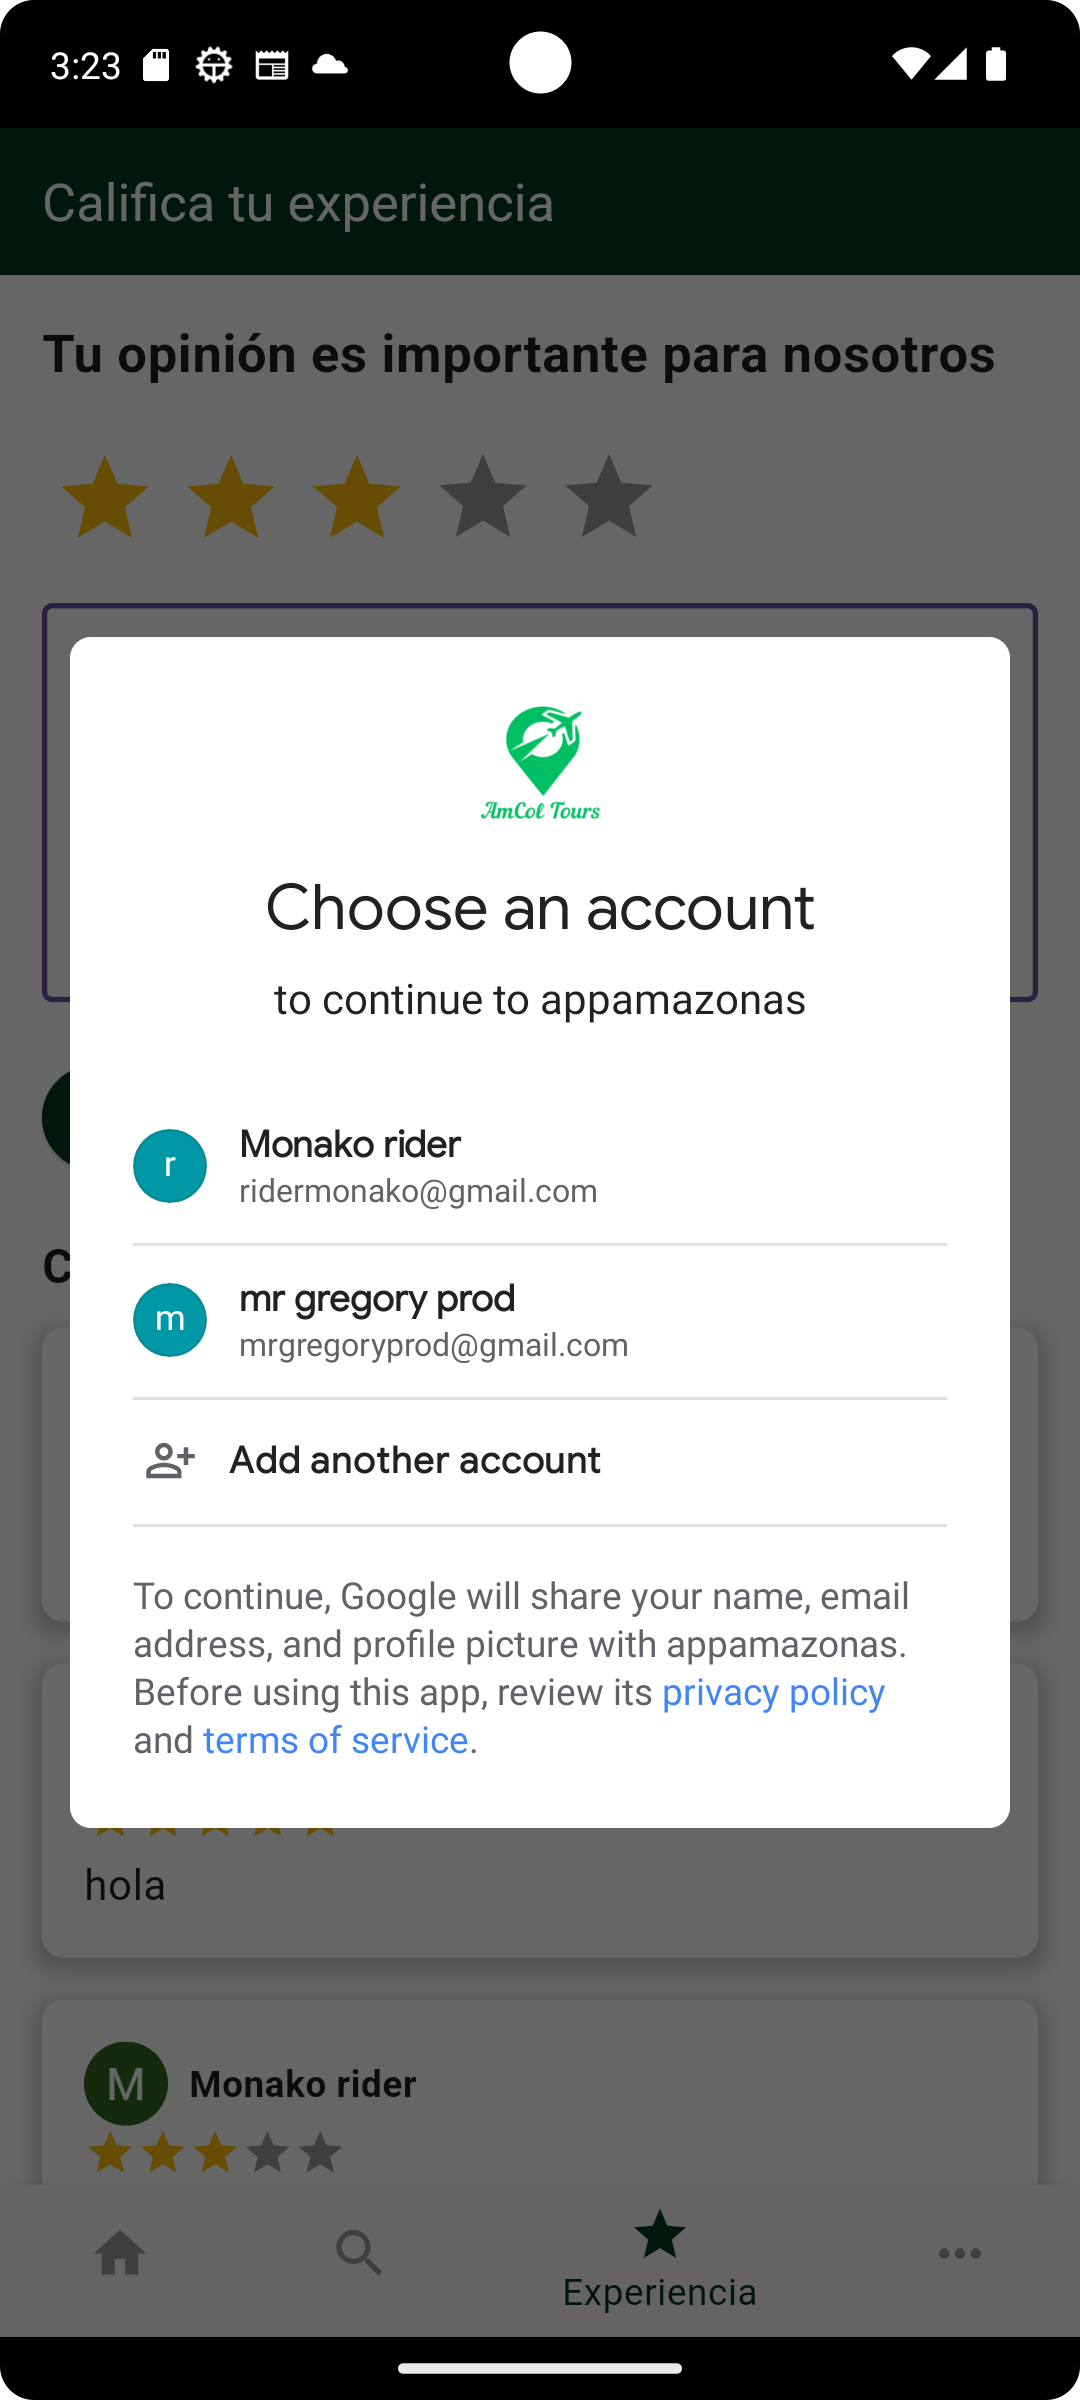 3:23
Califica tu experiencia
Tu opinión es importante para nosotros
AmCol Tours
Choose an account
to continue to appamazonas
r
Monako rider
ridermonako@gmail.com
m
mr gregory prod
mrgregoryprod@gmail.com
Add another account
To continue, Google will share your name, email
address, and profile picture with appamazonas.
Before using this app, review its privacy policy
and terms of service.
C
hola
M
Monako rider
Experiencia